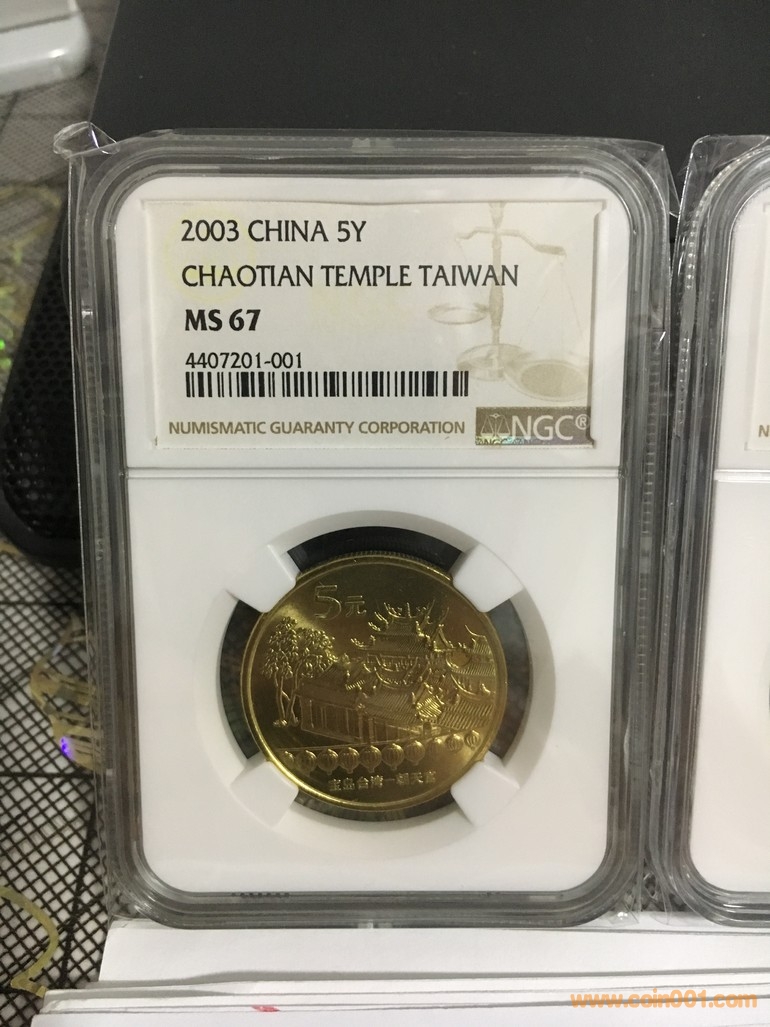 2003 CHINA 5Y
CHAOTIAN TEMPLE TAIWAN
MS 67
4407201-001
NUMISMATIC GUARANTY CORPORATION
NGC®
5元
宝岛台湾-朝天宫
N
www.coin001.com